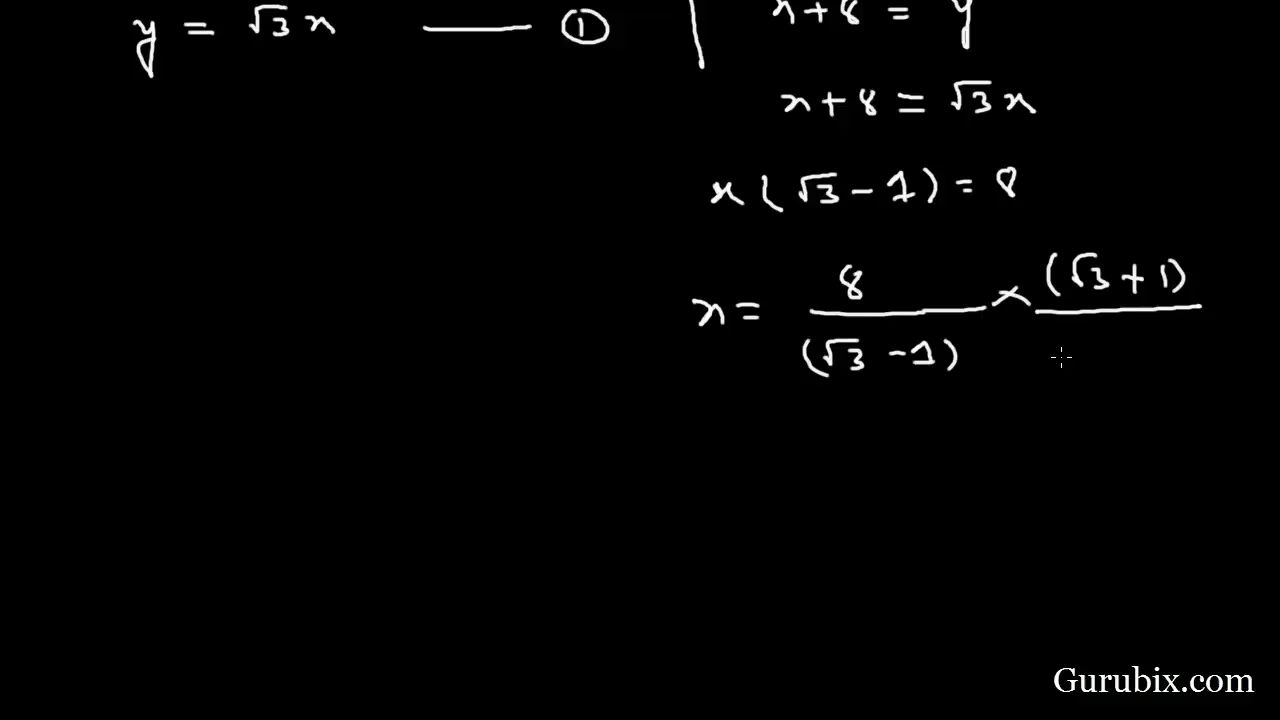 y = √3 x —— ①
x + 8 = y
x + 8 = √3 x
x ( √3 − 1 ) = 8
x = 8 / (√3 − 1) × (√3 + 1)
Gurubix.com